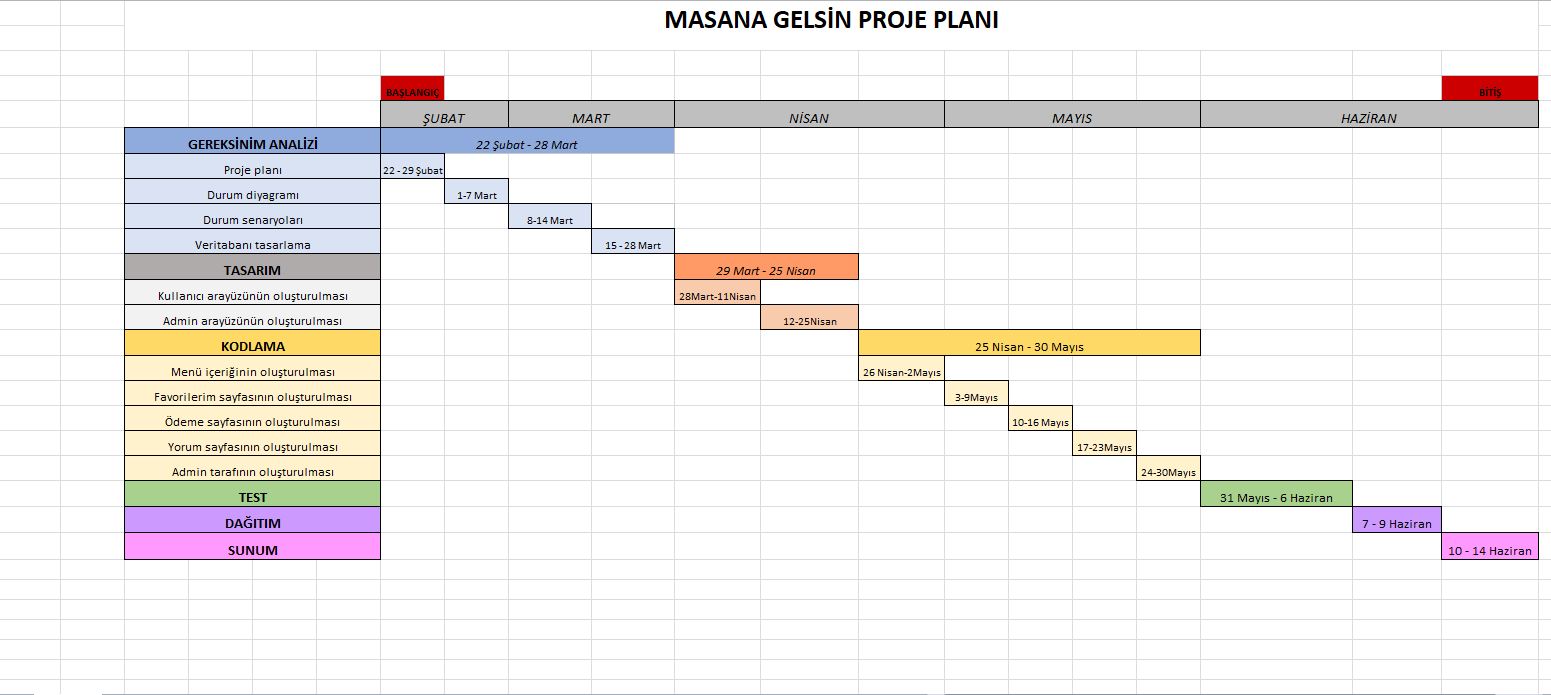 MASANA GELSİN PROJE PLANI
BAŞLANGIÇ BİTİŞ
ŞUBAT MART NİSAN MAYIS HAZİRAN
GEREKSİNİM ANALİZİ 22 Şubat - 28 Mart
Proje planı 22 - 29 Şubat
Durum diyagramı 1-7 Mart
Durum senaryoları 8-14 Mart
Veritabanı tasarlama 15 - 28 Mart
TASARIM 29 Mart - 25 Nisan
Kullanıcı arayüzünün oluşturulması 28Mart-11Nisan
Admin arayüzünün oluşturulması 12-25Nisan
KODLAMA 25 Nisan - 30 Mayıs
Menü içeriğinin oluşturulması 26 Nisan-2Mayıs
Favorilerim sayfasının oluşturulması 3-9Mayıs
Ödeme sayfasının oluşturulması 10-16 Mayıs
Yorum sayfasının oluşturulması 17-23Mayıs
Admin tarafının oluşturulması 24-30Mayıs
TEST 31 Mayıs - 6 Haziran
DAĞITIM 7 - 9 Haziran
SUNUM 10 - 14 Haziran